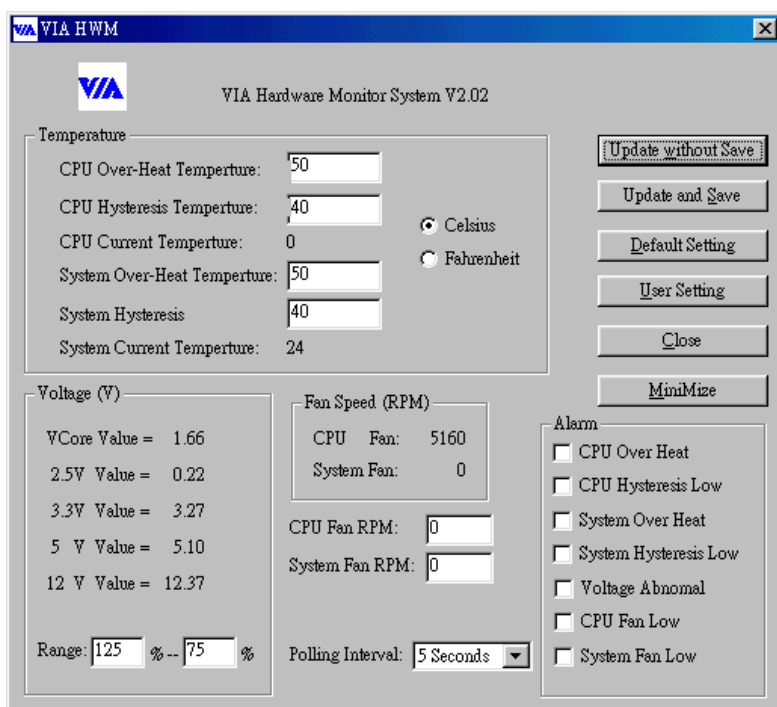 VIA VIA HWM
VIA
VIA Hardware Monitor System V2.02
Temperature
CPU Over-Heat Temperture: 50
CPU Hysteresis Temperture: 40
CPU Current Temperture: 0
System Over-Heat Temperture: 50
System Hysteresis 40
System Current Temperture: 24
Celsius
Fahrenheit
Update without Save
Update and Save
Default Setting
User Setting
Close
MiniMize
Voltage (V)
VCore Value = 1.66
2.5V Value = 0.22
3.3V Value = 3.27
5 V Value = 5.10
12 V Value = 12.37
Range: 125 % -- 75 %
Fan Speed (RPM)
CPU Fan: 5160
System Fan: 0
CPU Fan RPM: 0
System Fan RPM: 0
Polling Interval: 5 Seconds
Alarm
CPU Over Heat
CPU Hysteresis Low
System Over Heat
System Hysteresis Low
Voltage Abnomal
CPU Fan Low
System Fan Low